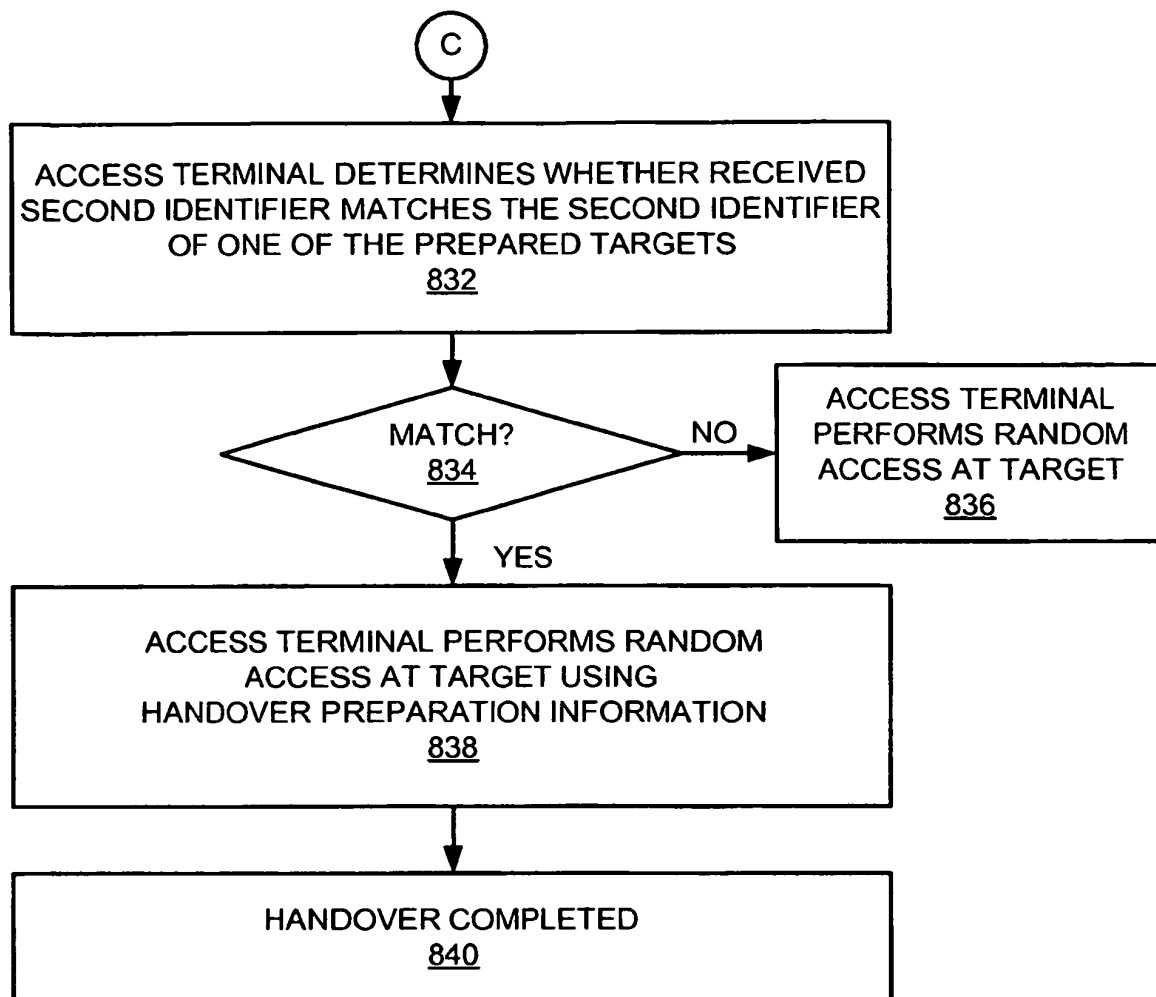 C
ACCESS TERMINAL DETERMINES WHETHER RECEIVED
SECOND IDENTIFIER MATCHES THE SECOND IDENTIFIER
OF ONE OF THE PREPARED TARGETS
832
MATCH?
834
NO
ACCESS TERMINAL
PERFORMS RANDOM
ACCESS AT TARGET
836
YES
ACCESS TERMINAL PERFORMS RANDOM
ACCESS AT TARGET USING
HANDOVER PREPARATION INFORMATION
838
HANDOVER COMPLETED
840